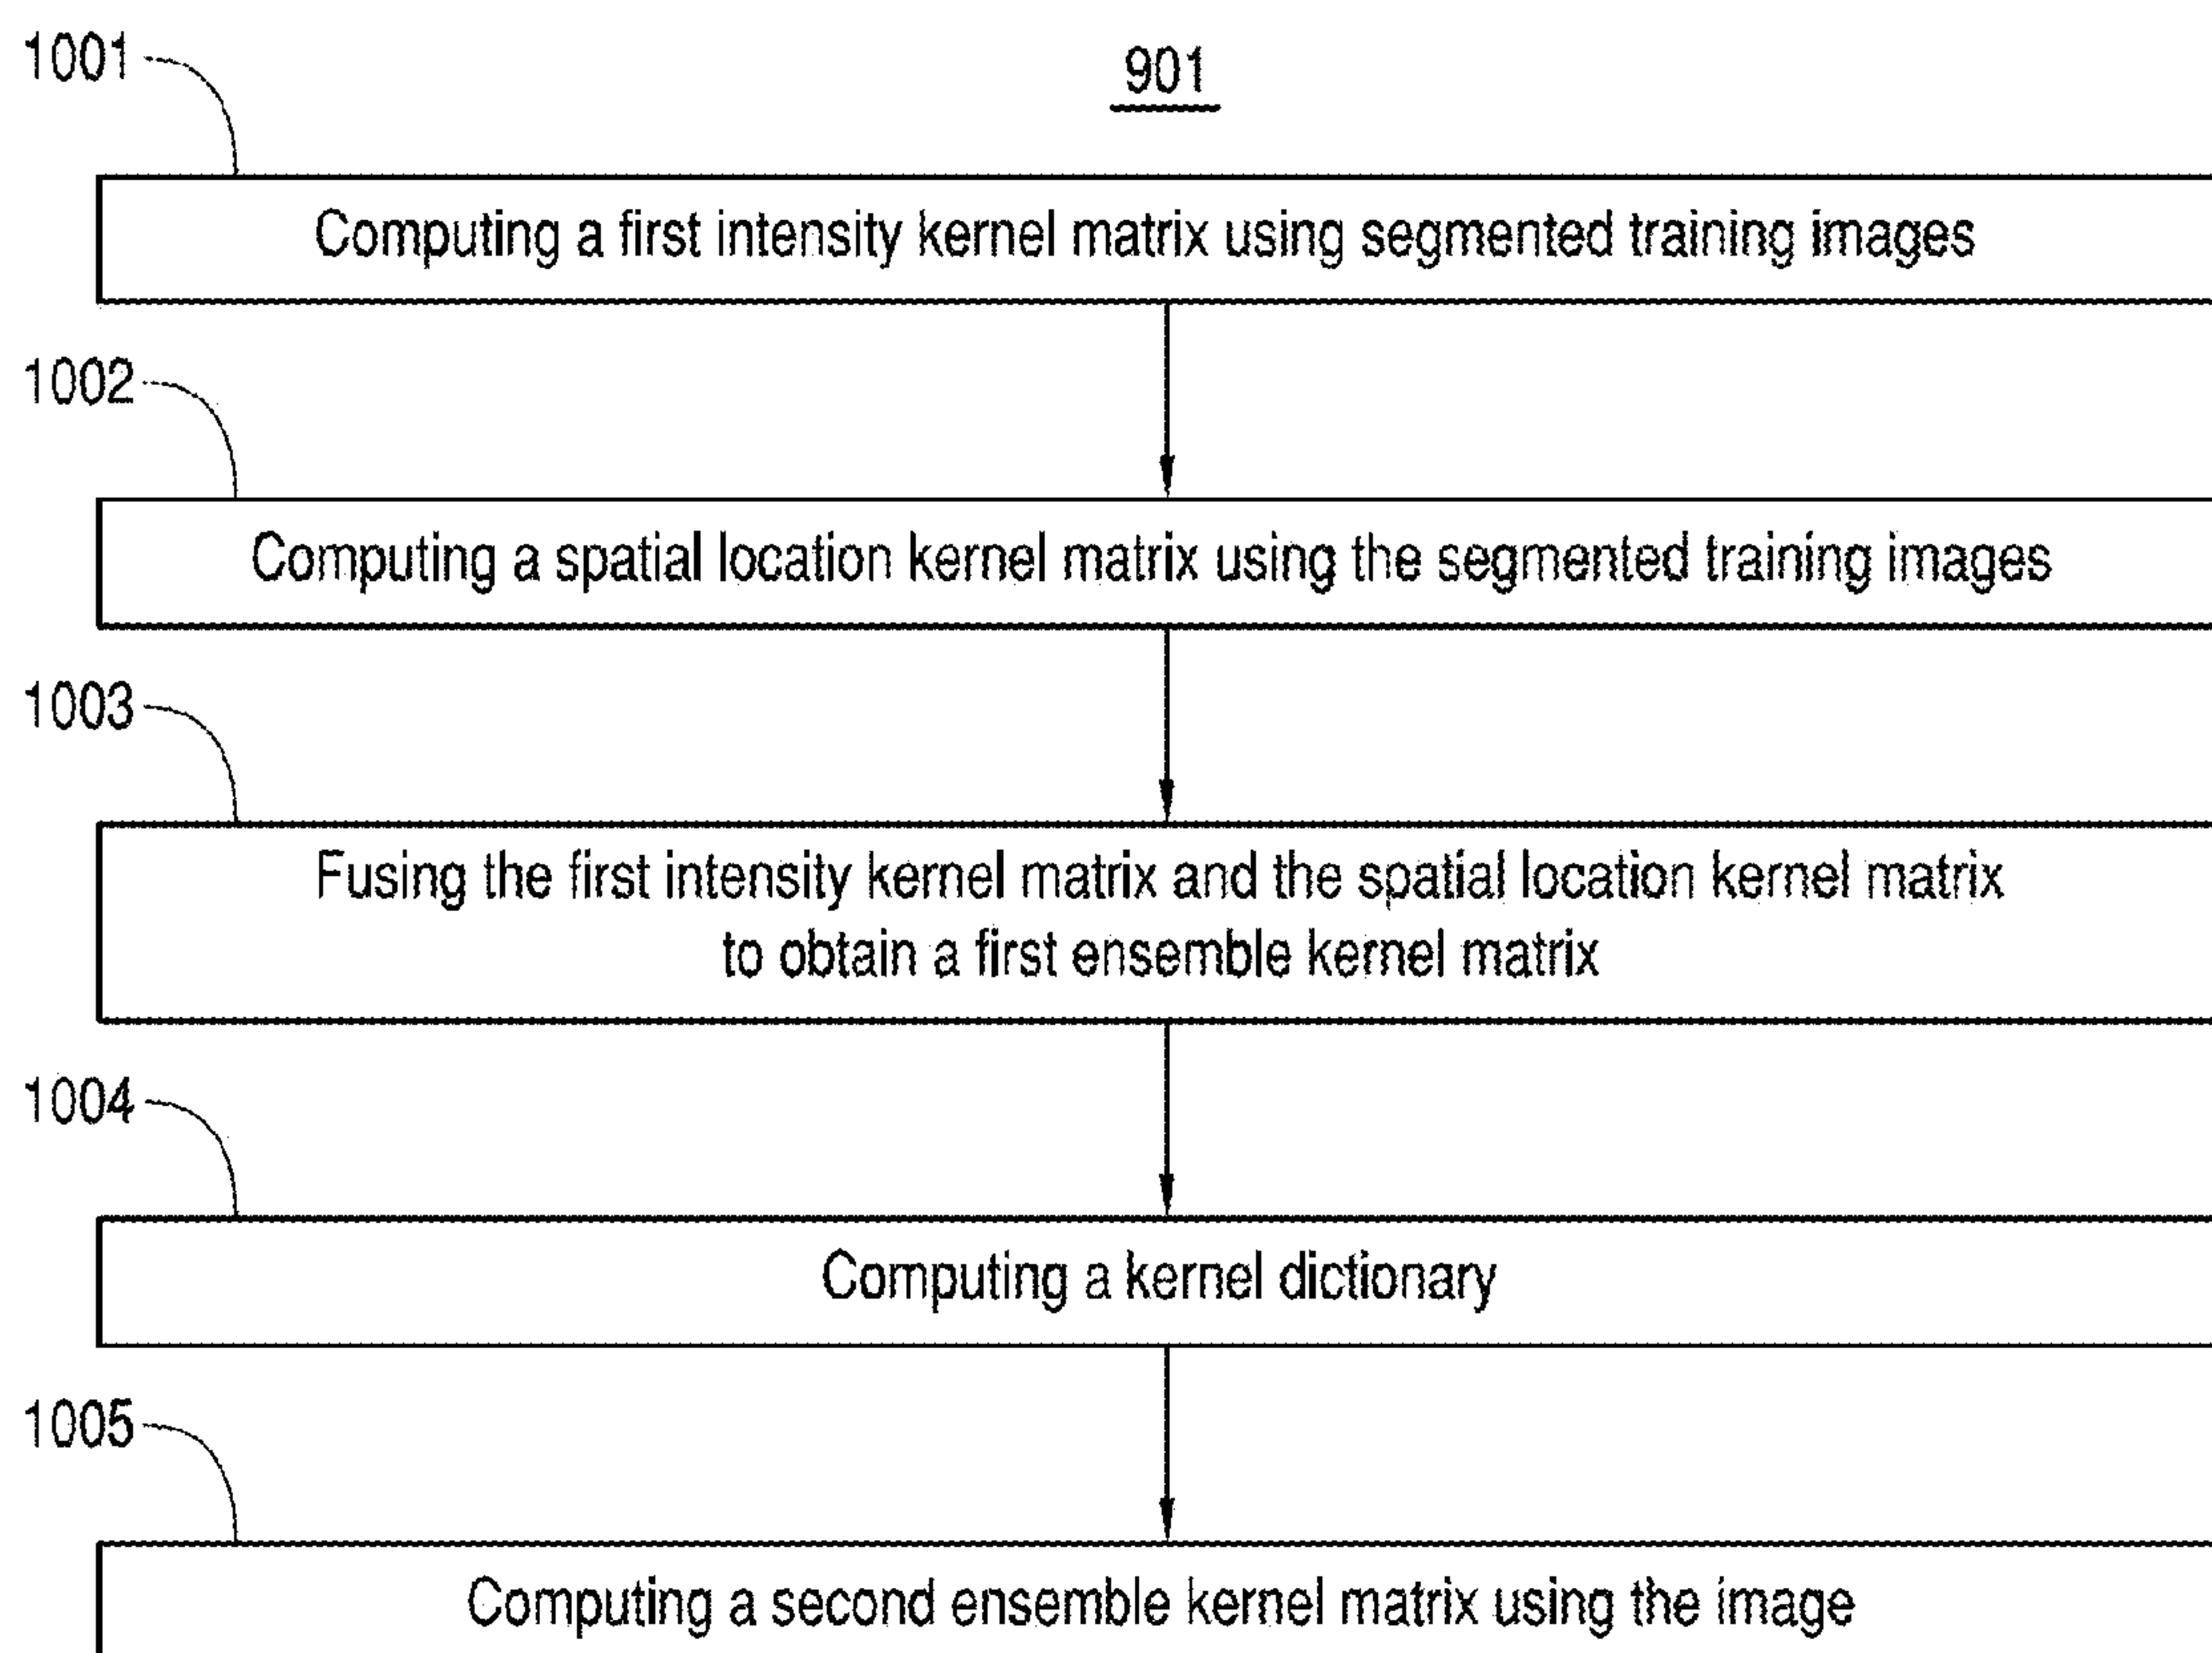 901
1001
Computing a first intensity kernel matrix using segmented training images
1002
Computing a spatial location kernel matrix using the segmented training images
1003
Fusing the first intensity kernel matrix and the spatial location kernel matrix
to obtain a first ensemble kernel matrix
1004
Computing a kernel dictionary
1005
Computing a second ensemble kernel matrix using the image